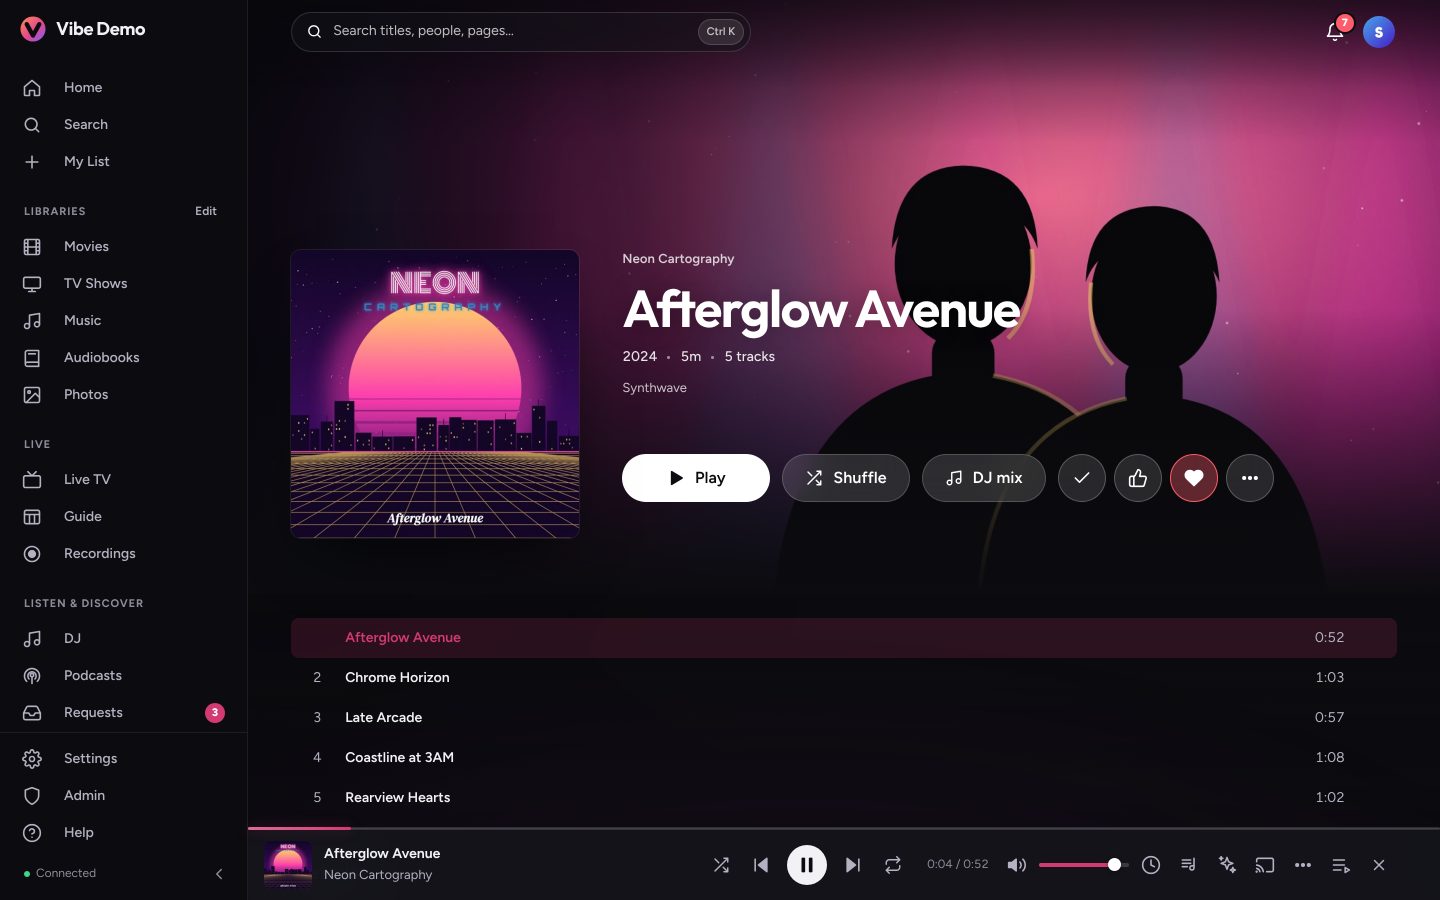 Vibe Demo
Search titles, people, pages...
Ctrl K
7
S
Home
Search
My List
LIBRARIES
Edit
Movies
TV Shows
Music
Audiobooks
Photos
LIVE
Live TV
Guide
Recordings
LISTEN & DISCOVER
DJ
Podcasts
Requests
3
Settings
Admin
Help
Connected
NEON
CARTOGRAPHY
Afterglow Avenue
Neon Cartography
Afterglow Avenue
2024 • 5m • 5 tracks
Synthwave
Play
Shuffle
DJ mix
Afterglow Avenue 0:52
2 Chrome Horizon 1:03
3 Late Arcade 0:57
4 Coastline at 3AM 1:08
5 Rearview Hearts 1:02
NEON
Afterglow Avenue
Neon Cartography
0:04 / 0:52